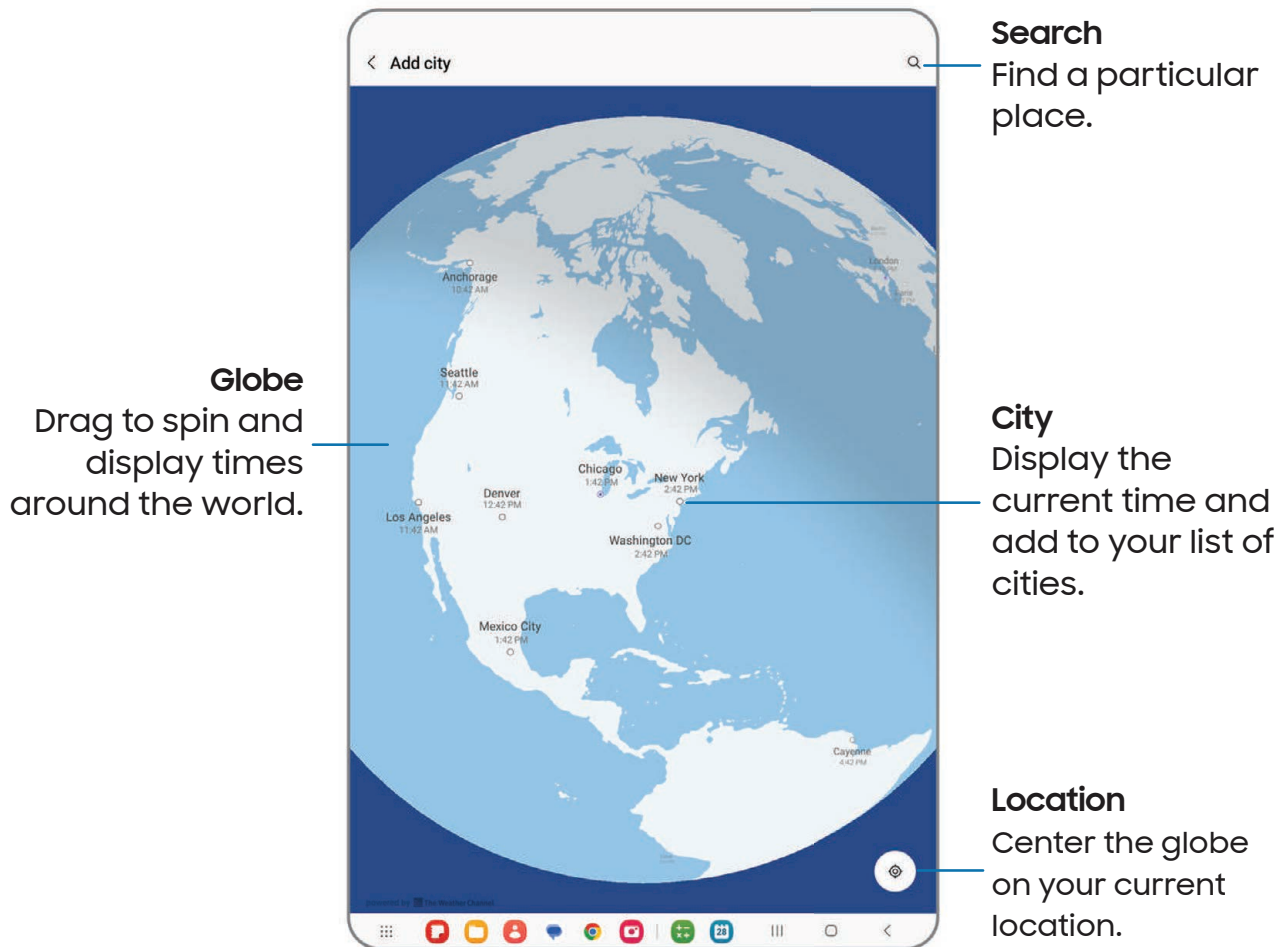 Add city
Search
Find a particular
place.
London
Anchorage
10:42 AM
Seattle
11:42 AM
Globe
Drag to spin and
display times
around the world.
City
Display the
current time and
add to your list of
cities.
Chicago
1:42 PM
New York
2:42 PM
Denver
12:42 PM
Los Angeles
11:42 AM
Washington DC
2:42 PM
Mexico City
1:42 PM
Cayenne
4:42 PM
Location
Center the globe
on your current
location.
The Weather Channel
28